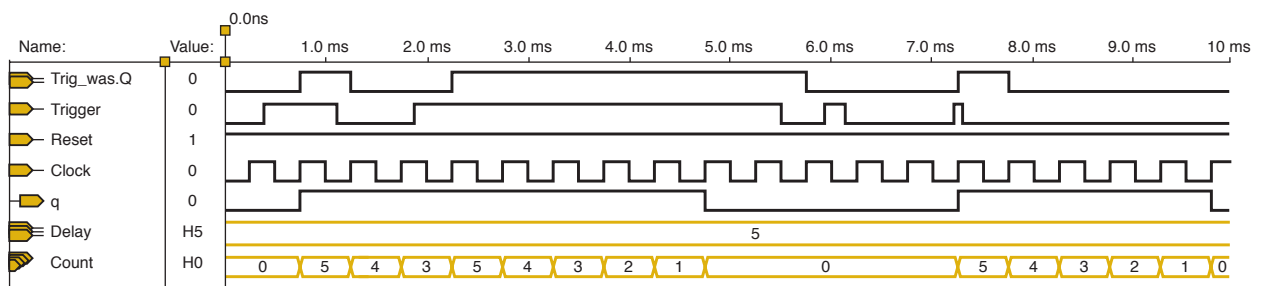 0.0ns
Name: Value: 1.0 ms 2.0 ms 3.0 ms 4.0 ms 5.0 ms 6.0 ms 7.0 ms 8.0 ms 9.0 ms 10 ms
Trig_was.Q 0
Trigger 0
Reset 1
Clock 0
q 0
Delay H5 5
Count H0 0 5 4 3 5 4 3 2 1 0 5 4 3 2 1 0